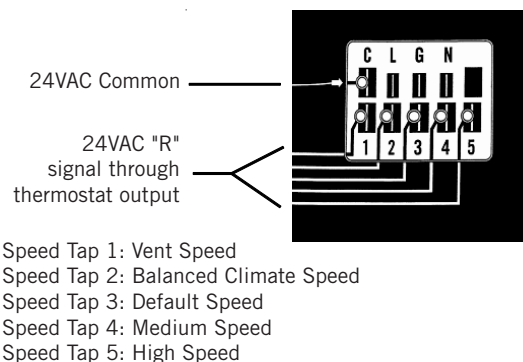 C L G N
24VAC Common
1 2 3 4 5
24VAC "R"
signal through
thermostat output
Speed Tap 1: Vent Speed
Speed Tap 2: Balanced Climate Speed
Speed Tap 3: Default Speed
Speed Tap 4: Medium Speed
Speed Tap 5: High Speed